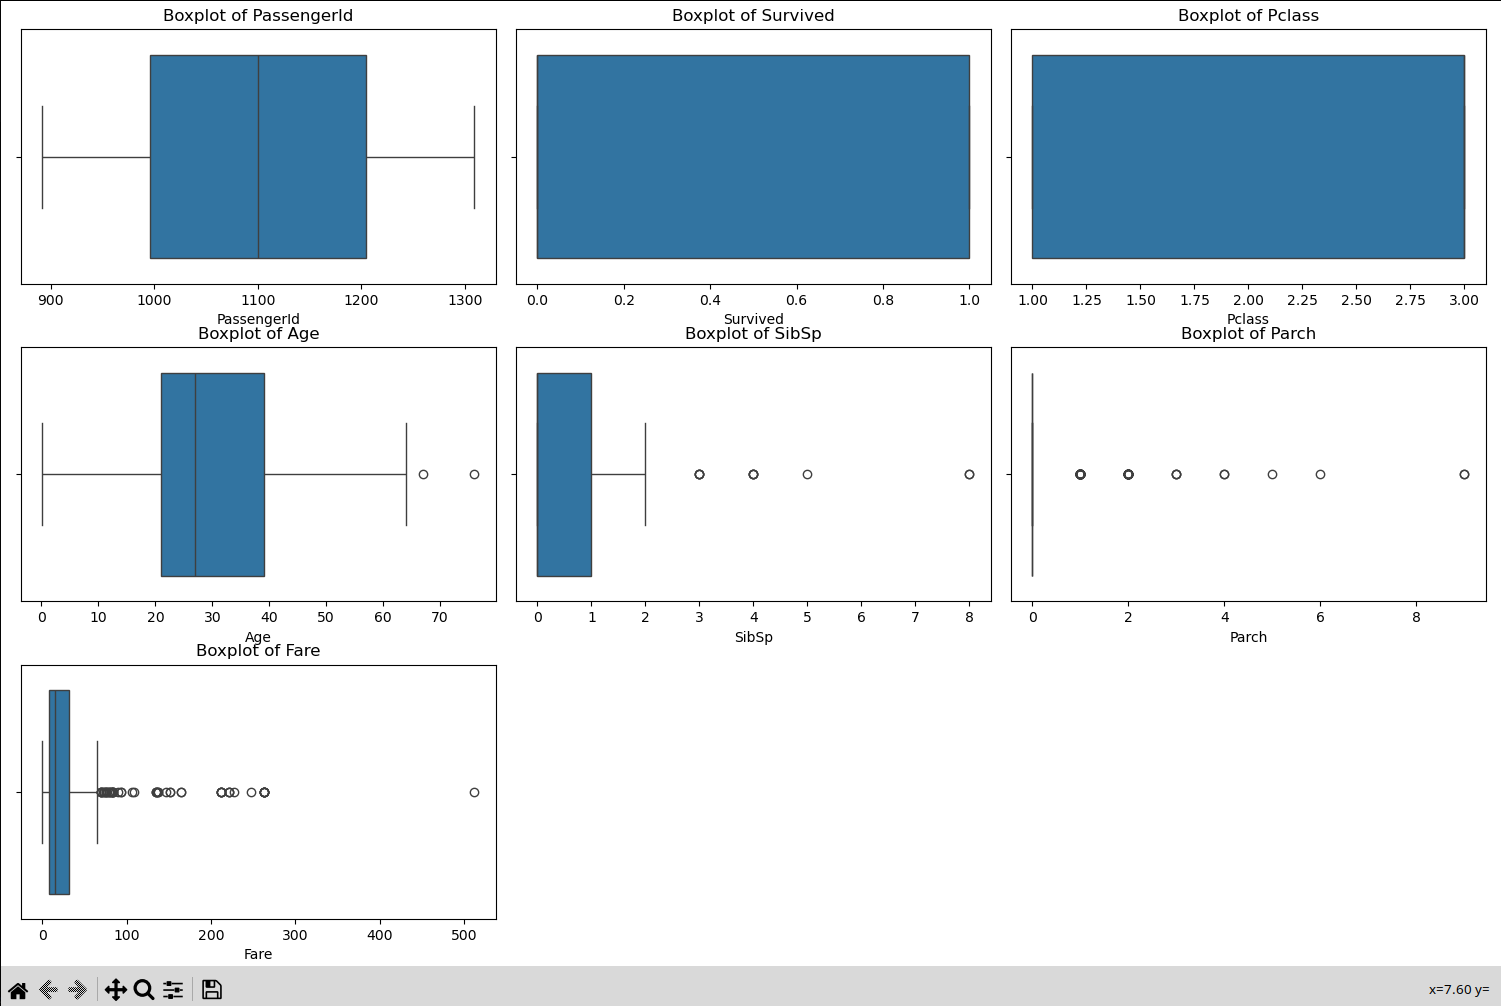 Boxplot of PassengerId
Boxplot of Survived
Boxplot of Pclass
900 1000 1100 1200 1300
0.0 0.2 0.4 0.6 0.8 1.0
1.00 1.25 1.50 1.75 2.00 2.25 2.50 2.75 3.00
PassengerId
Survived
Pclass
Boxplot of Age
Boxplot of SibSp
Boxplot of Parch
0 10 20 30 40 50 60 70
0 1 2 3 4 5 6 7 8
0 2 4 6 8
Age
SibSp
Parch
Boxplot of Fare
0 100 200 300 400 500
Fare
x=7.60 y=